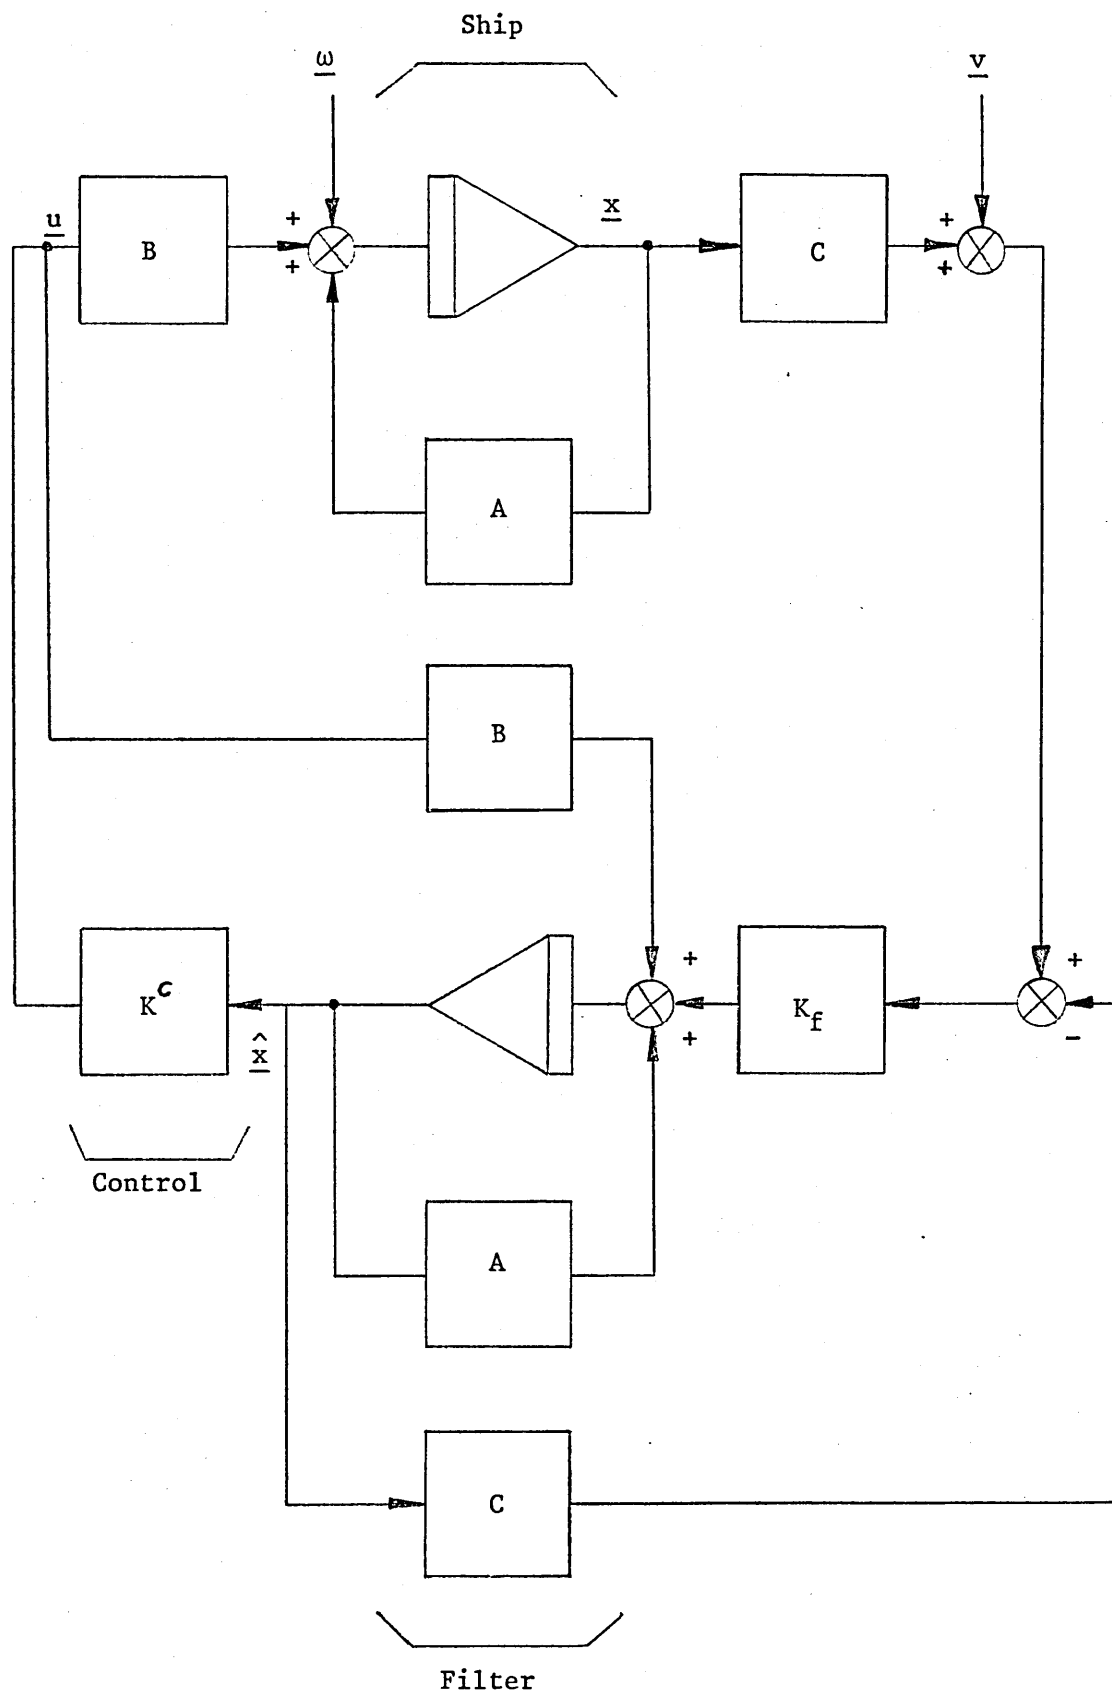 Ship
ω
v
u
B
+
+
x
C
+
+
A
B
K^C
x̂
+
+
K_f
+
-
Control
A
C
Filter